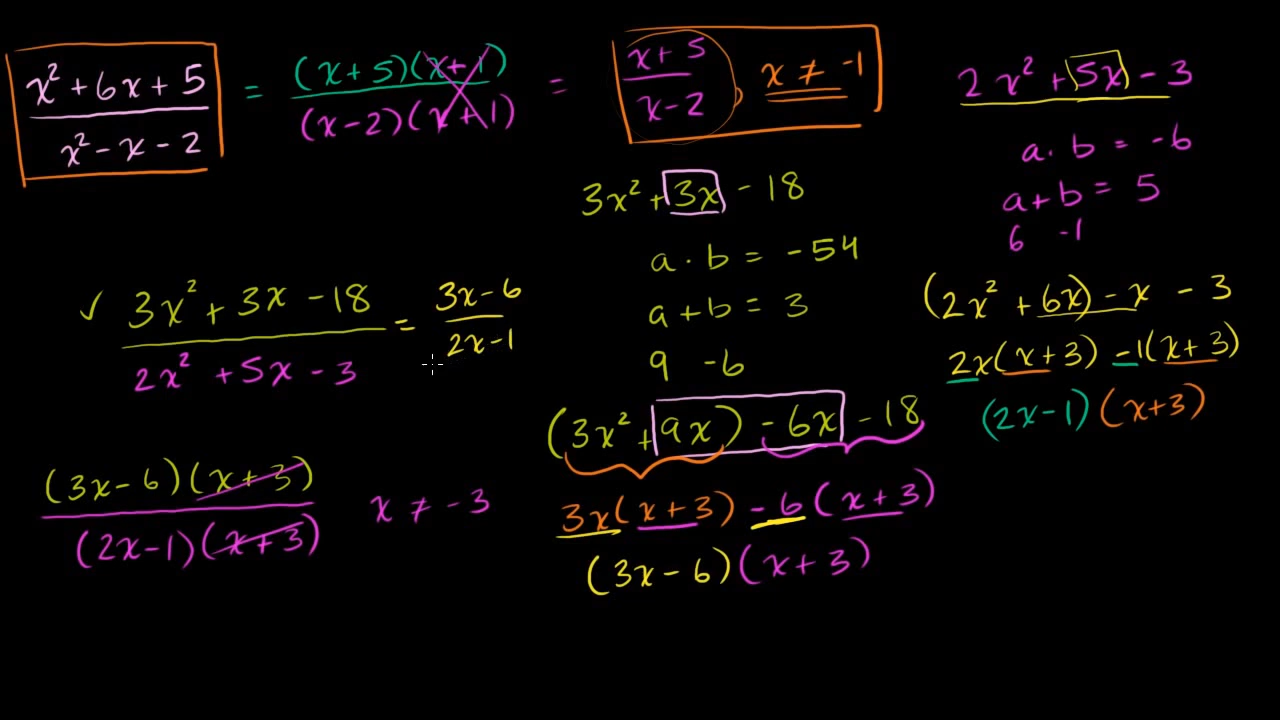 x² + 6x + 5
x² - x - 2
= (x + 5)(x + 1)
(x - 2)(x + 1)
= x + 5
x - 2
, x ≠ -1
3x² + 3x - 18
a · b = -54
a + b = 3
9 -6
(3x² + 9x) - 6x - 18
3x(x + 3) - 6(x + 3)
(3x - 6)(x + 3)
2x² + 5x - 3
a · b = -6
a + b = 5
6 -1
(2x² + 6x) - x - 3
2x(x + 3) -1(x + 3)
(2x - 1)(x + 3)
✓ 3x² + 3x - 18
2x² + 5x - 3
= 3x - 6
2x - 1
(3x - 6)(x + 3)
(2x - 1)(x + 3)
x ≠ -3